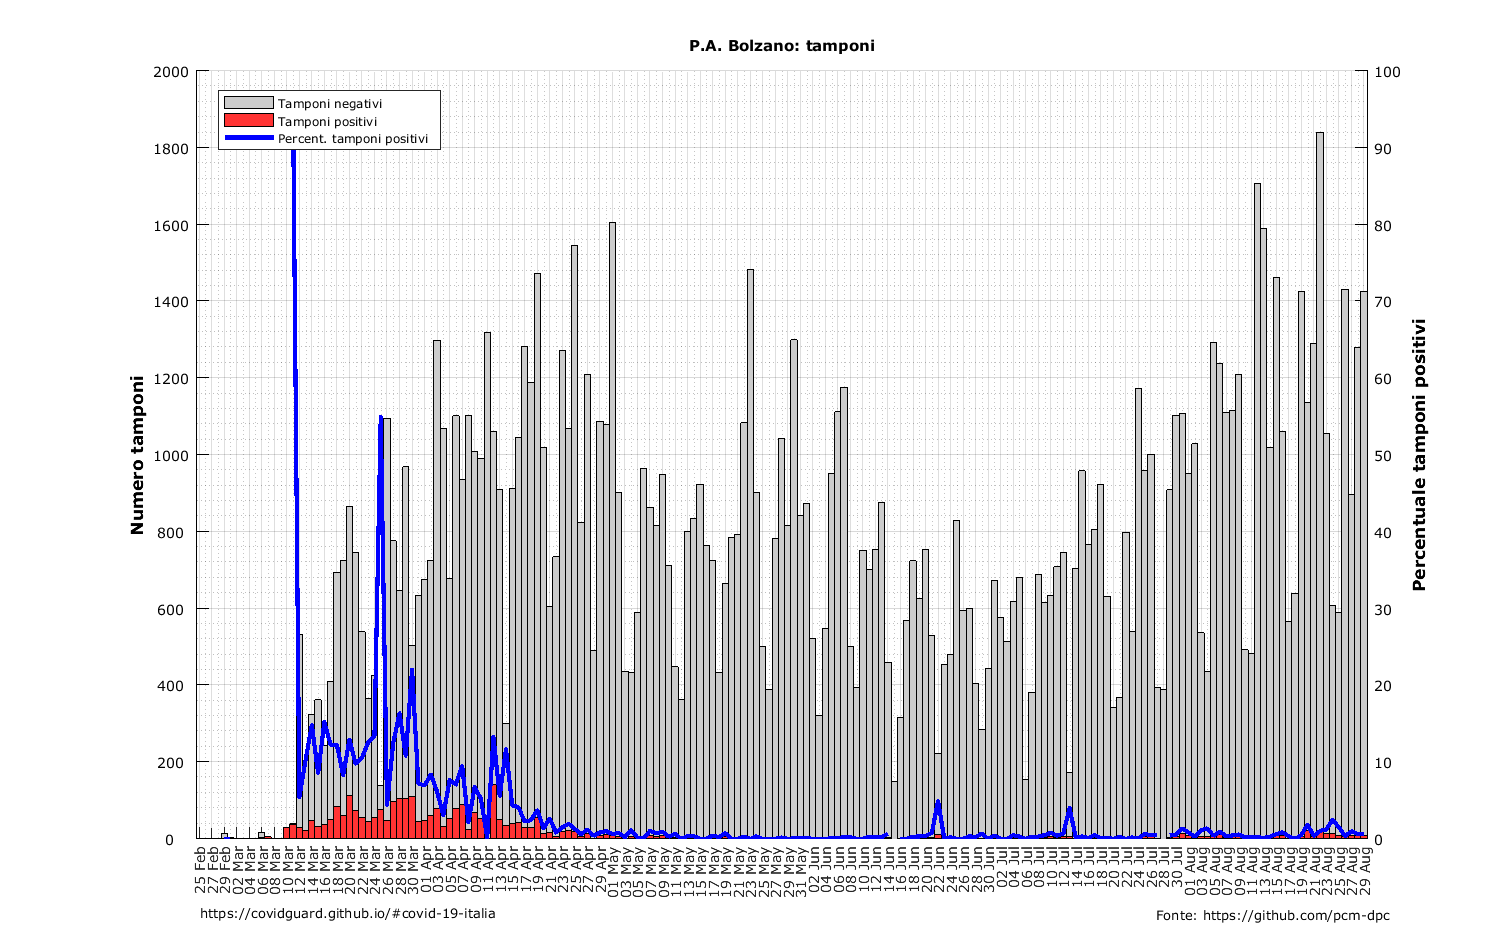 P.A. Bolzano: tamponi
Tamponi negativi
Tamponi positivi
Percent. tamponi positivi
Numero tamponi
2000
1800
1600
1400
1200
1000
800
600
400
200
0
100
90
80
70
60
50
40
30
20
10
0
Percentuale tamponi positivi
25 Feb
27 Feb
29 Feb
02 Mar
04 Mar
06 Mar
08 Mar
10 Mar
12 Mar
14 Mar
16 Mar
18 Mar
20 Mar
22 Mar
24 Mar
26 Mar
28 Mar
30 Mar
01 Apr
03 Apr
05 Apr
07 Apr
09 Apr
11 Apr
13 Apr
15 Apr
17 Apr
19 Apr
21 Apr
23 Apr
25 Apr
27 Apr
29 Apr
01 May
03 May
05 May
07 May
09 May
11 May
13 May
15 May
17 May
19 May
21 May
23 May
25 May
27 May
29 May
31 May
02 Jun
04 Jun
06 Jun
08 Jun
10 Jun
12 Jun
14 Jun
16 Jun
18 Jun
20 Jun
22 Jun
24 Jun
26 Jun
28 Jun
30 Jun
02 Jul
04 Jul
06 Jul
08 Jul
10 Jul
12 Jul
14 Jul
16 Jul
18 Jul
20 Jul
22 Jul
24 Jul
26 Jul
28 Jul
30 Jul
01 Aug
03 Aug
05 Aug
07 Aug
09 Aug
11 Aug
13 Aug
15 Aug
17 Aug
19 Aug
21 Aug
23 Aug
25 Aug
27 Aug
29 Aug
https://covidguard.github.io/#covid-19-italia
Fonte: https://github.com/pcm-dpc